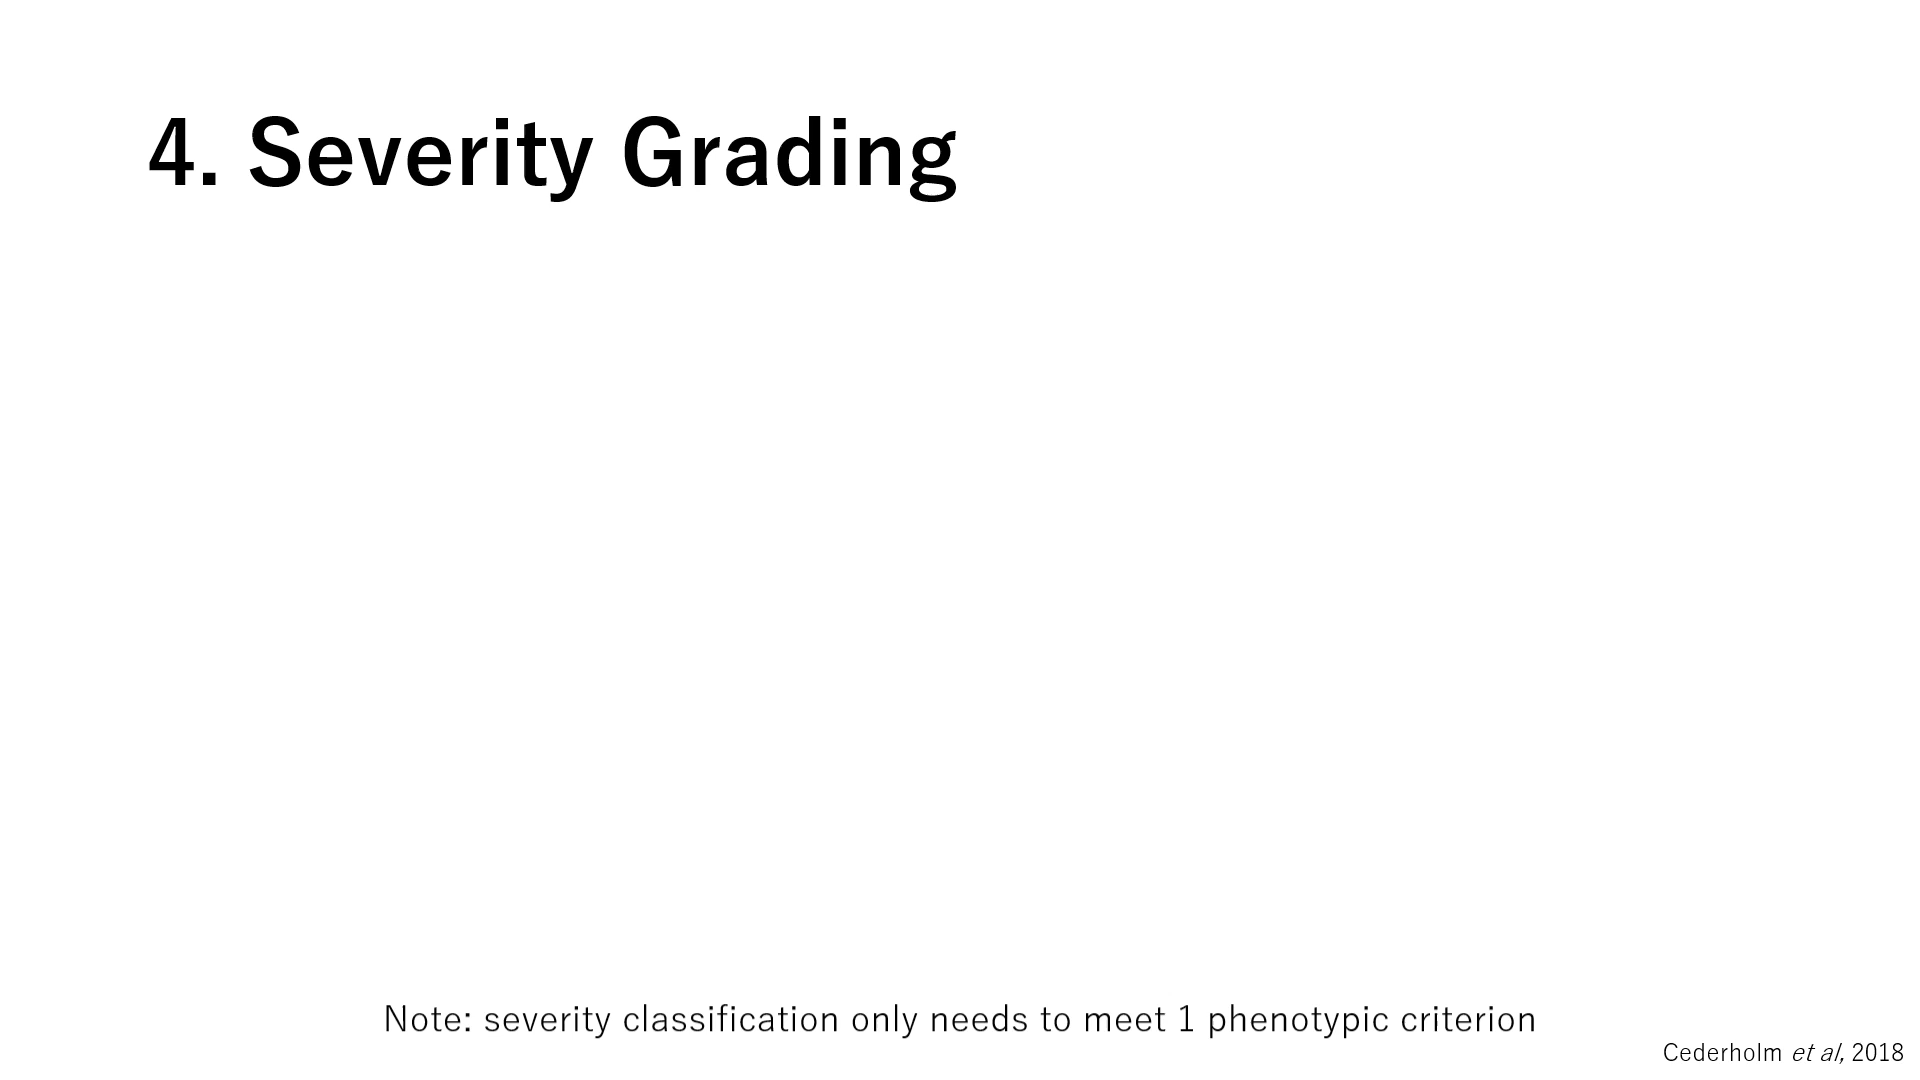 4. Severity Grading
Note: severity classification only needs to meet 1 phenotypic criterion
Cederholm et al, 2018